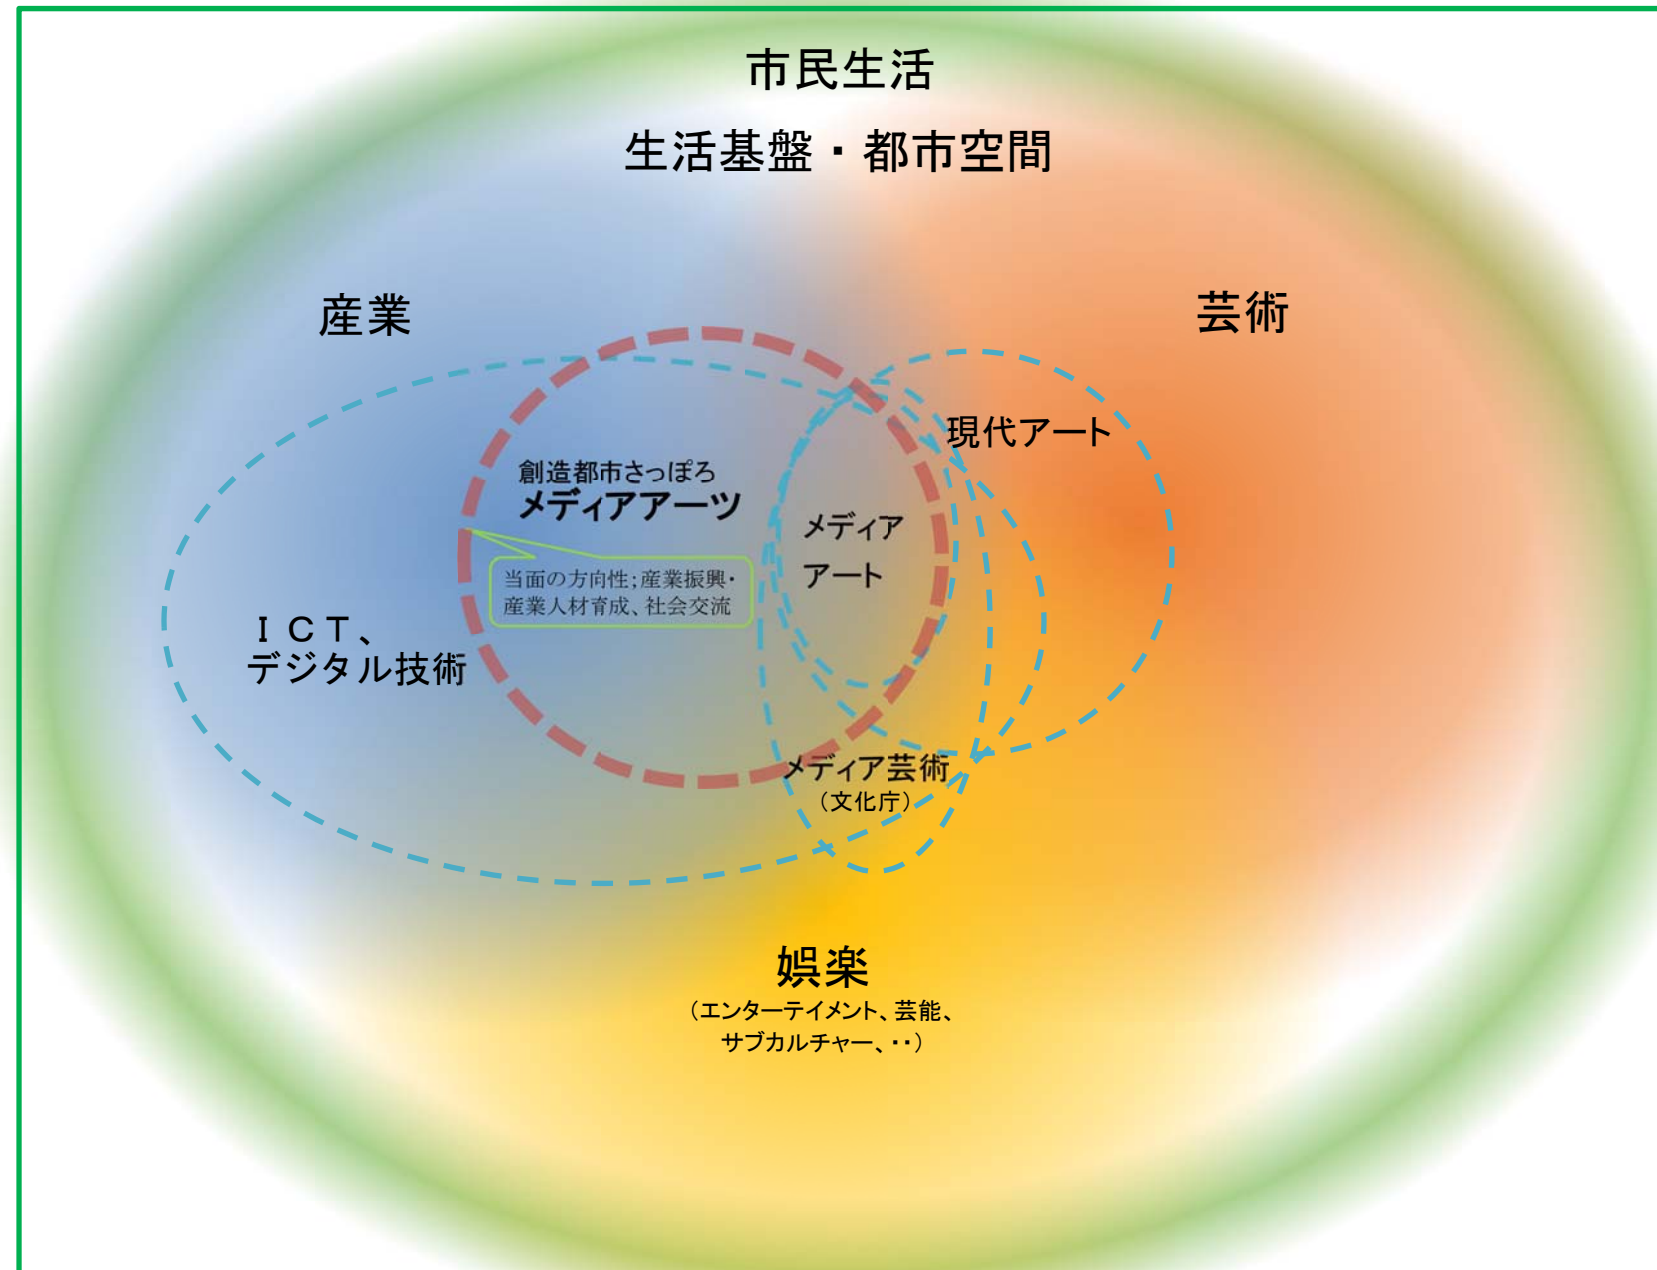 市民生活
生活基盤・都市空間
産業
芸術
現代アート
創造都市さっぽろ
メディアアーツ
メディア
アート
当面の方向性;産業振興・
産業人材育成、社会交流
ＩＣＴ、
デジタル技術
メディア芸術
（文化庁）
娯楽
（エンターテイメント、芸能、
サブカルチャー、・・）